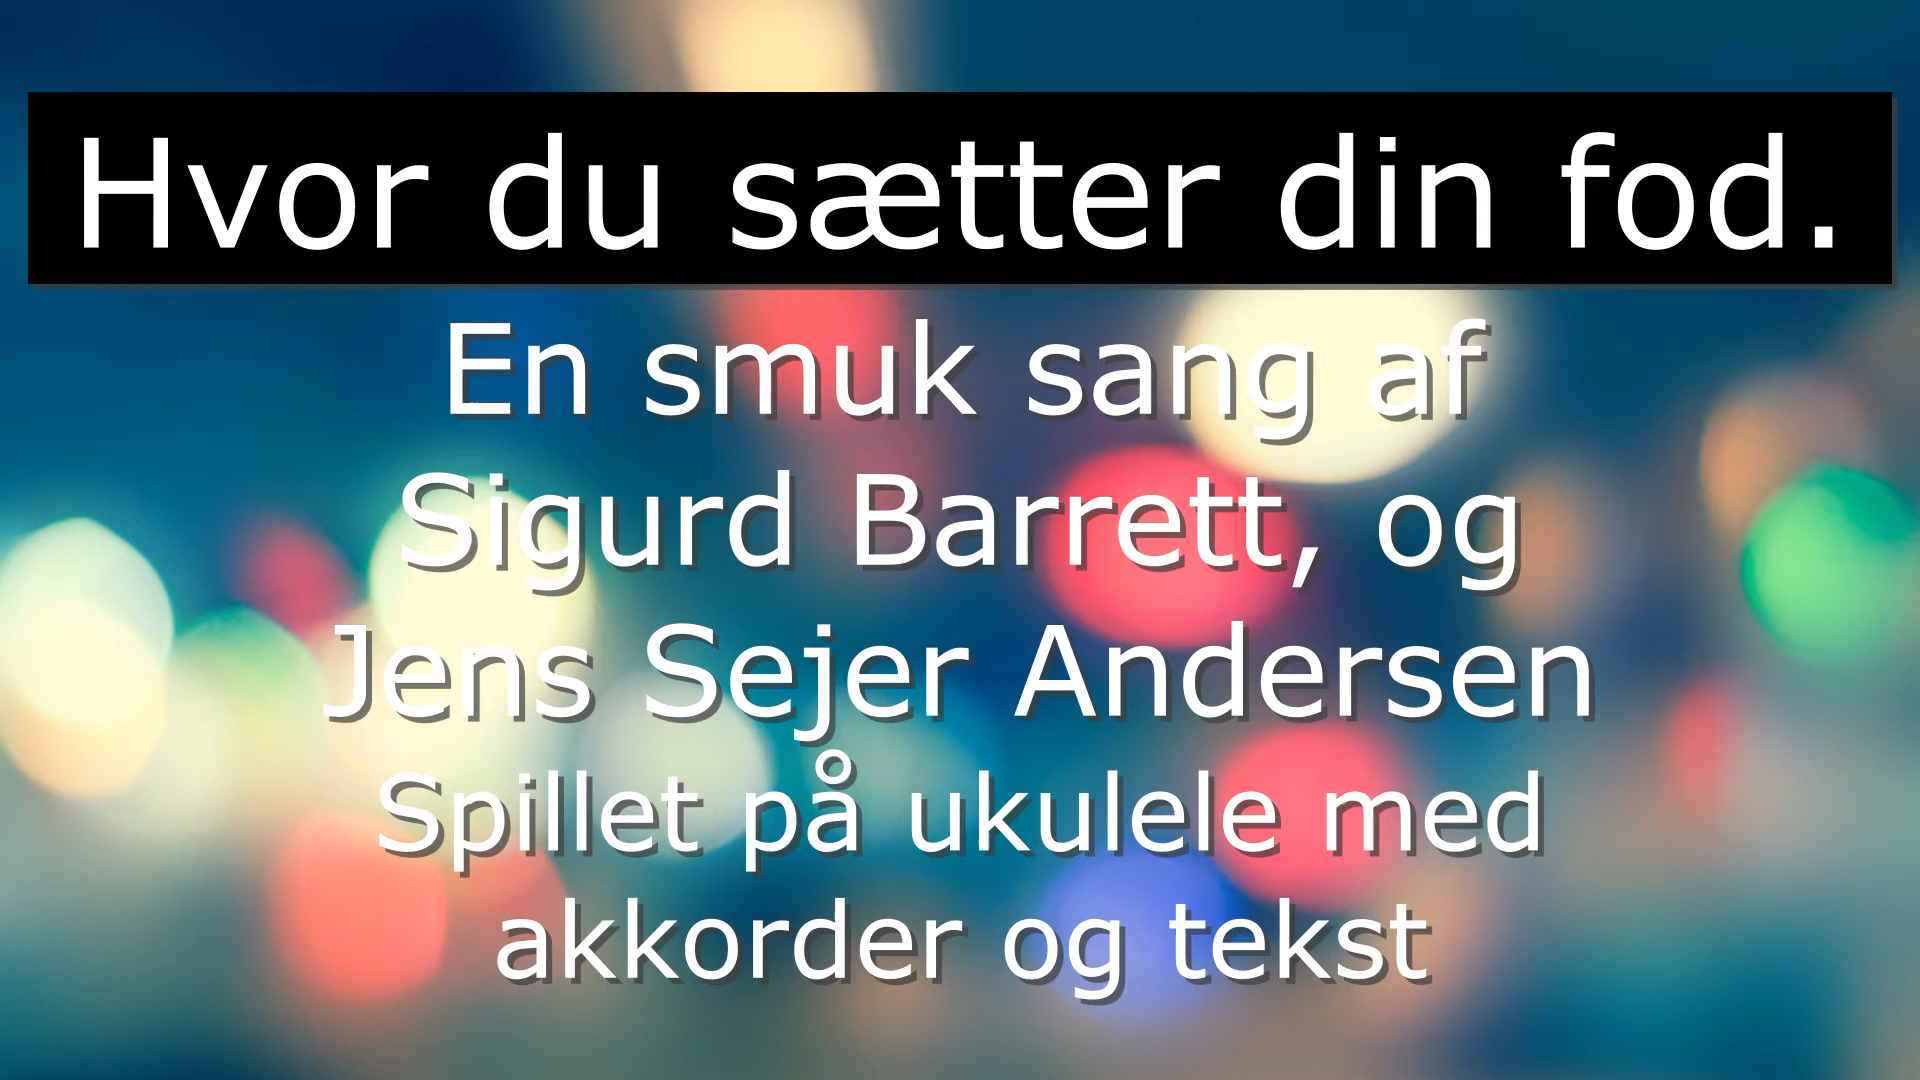 Hvor du sætter din fod.
En smuk sang af
Sigurd Barrett, og
Jens Sejer Andersen
Spillet på ukulele med
akkorder og tekst